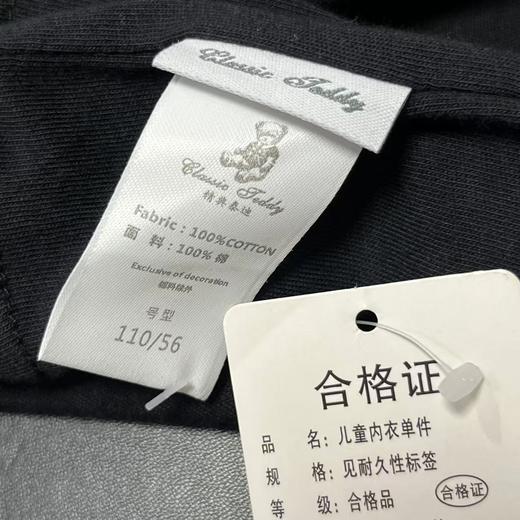 Classic Teddy
Classic Teddy
精典泰迪
Fabric：100%COTTON
面 料：100%棉
Exclusive of decoration
辅料除外
号型
110/56
合格证
品 名：儿童内衣单件
规 格：见耐久性标签
等 级：合格品 合格证